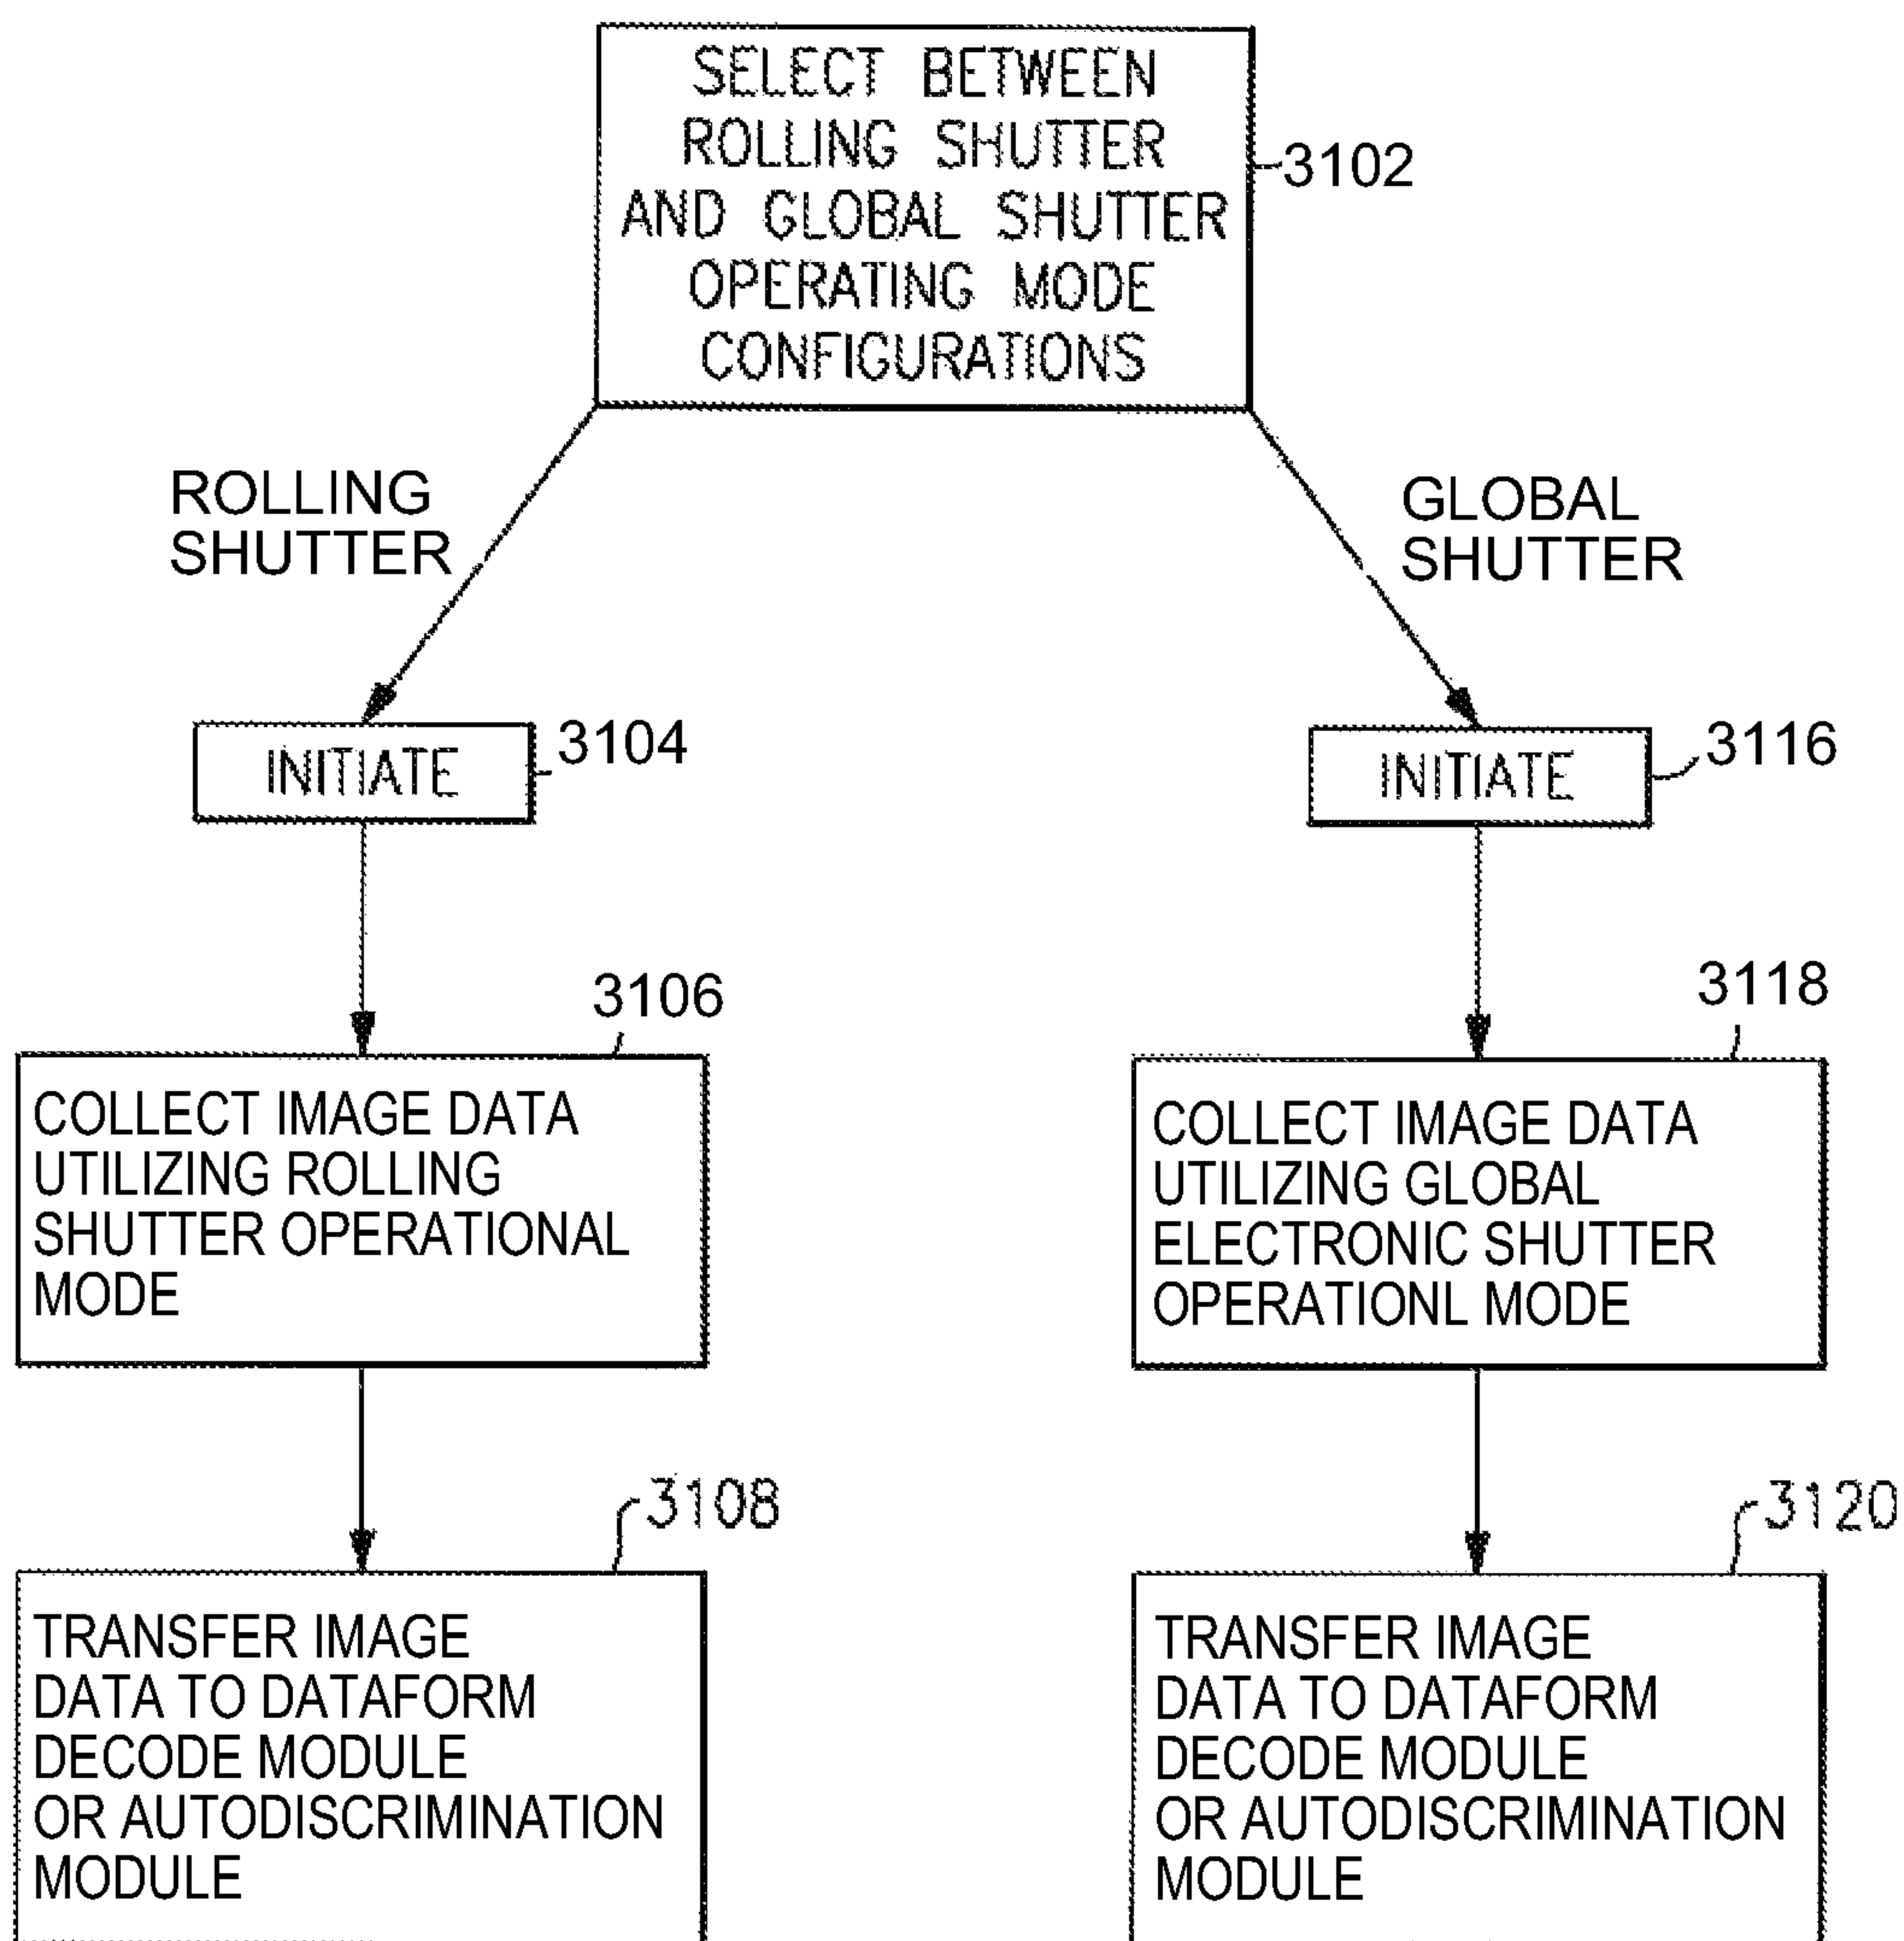 SELECT BETWEEN
ROLLING SHUTTER
AND GLOBAL SHUTTER
OPERATING MODE
CONFIGURATIONS
3102
ROLLING
SHUTTER
GLOBAL
SHUTTER
INITIATE
3104
INITIATE
3116
3106
COLLECT IMAGE DATA
UTILIZING ROLLING
SHUTTER OPERATIONAL
MODE
3118
COLLECT IMAGE DATA
UTILIZING GLOBAL
ELECTRONIC SHUTTER
OPERATIONL MODE
3108
TRANSFER IMAGE
DATA TO DATAFORM
DECODE MODULE
OR AUTODISCRIMINATION
MODULE
3120
TRANSFER IMAGE
DATA TO DATAFORM
DECODE MODULE
OR AUTODISCRIMINATION
MODULE